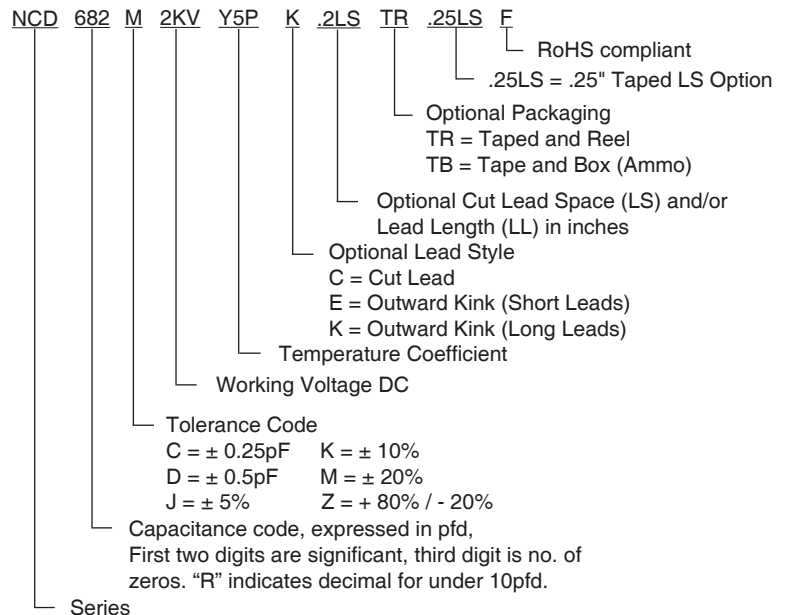 NCD 682 M 2KV Y5P K .2LS TR .25LS F
RoHS compliant
.25LS = .25" Taped LS Option
Optional Packaging
TR = Taped and Reel
TB = Tape and Box (Ammo)
Optional Cut Lead Space (LS) and/or
Lead Length (LL) in inches
Optional Lead Style
C = Cut Lead
E = Outward Kink (Short Leads)
K = Outward Kink (Long Leads)
Temperature Coefficient
Working Voltage DC
Tolerance Code
C = ± 0.25pF K = ± 10%
D = ± 0.5pF M = ± 20%
J = ± 5% Z = + 80% / - 20%
Capacitance code, expressed in pfd,
First two digits are significant, third digit is no. of
zeros. “R” indicates decimal for under 10pfd.
Series